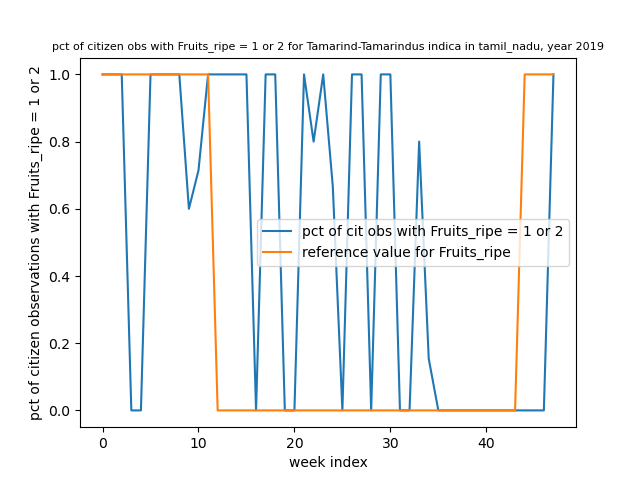 pct of citizen obs with Fruits_ripe = 1 or 2 for Tamarind-Tamarindus indica in tamil_nadu, year 2019
pct of citizen observations with Fruits_ripe = 1 or 2
1.0
0.8
0.6
0.4
0.2
0.0
pct of cit obs with Fruits_ripe = 1 or 2
reference value for Fruits_ripe
0 10 20 30 40
week index